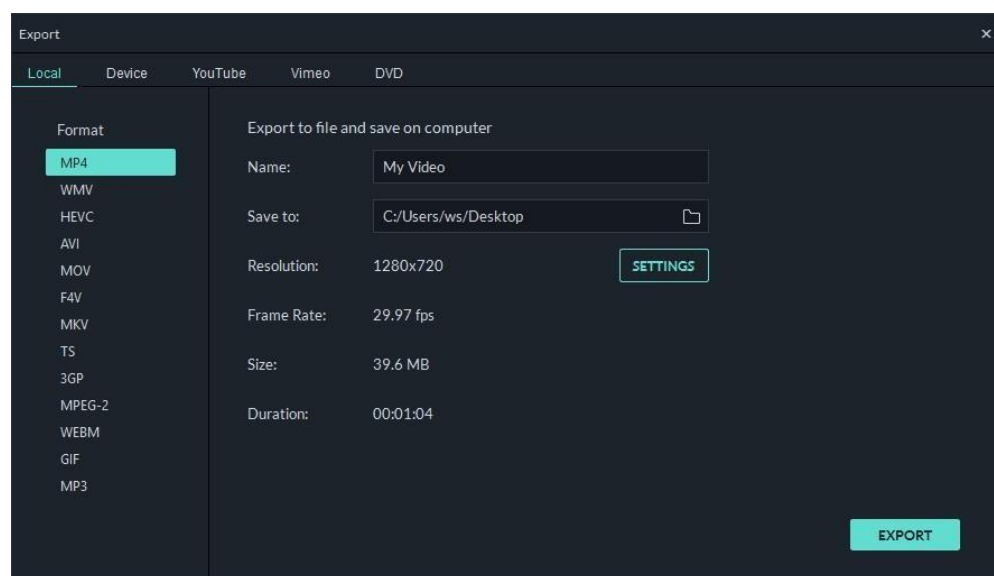 Export
Local Device YouTube Vimeo DVD
Format
MP4
WMV
HEVC
AVI
MOV
F4V
MKV
TS
3GP
MPEG-2
WEBM
GIF
MP3
Export to file and save on computer
Name: My Video
Save to: C:/Users/ws/Desktop
Resolution: 1280x720 SETTINGS
Frame Rate: 29.97 fps
Size: 39.6 MB
Duration: 00:01:04
EXPORT